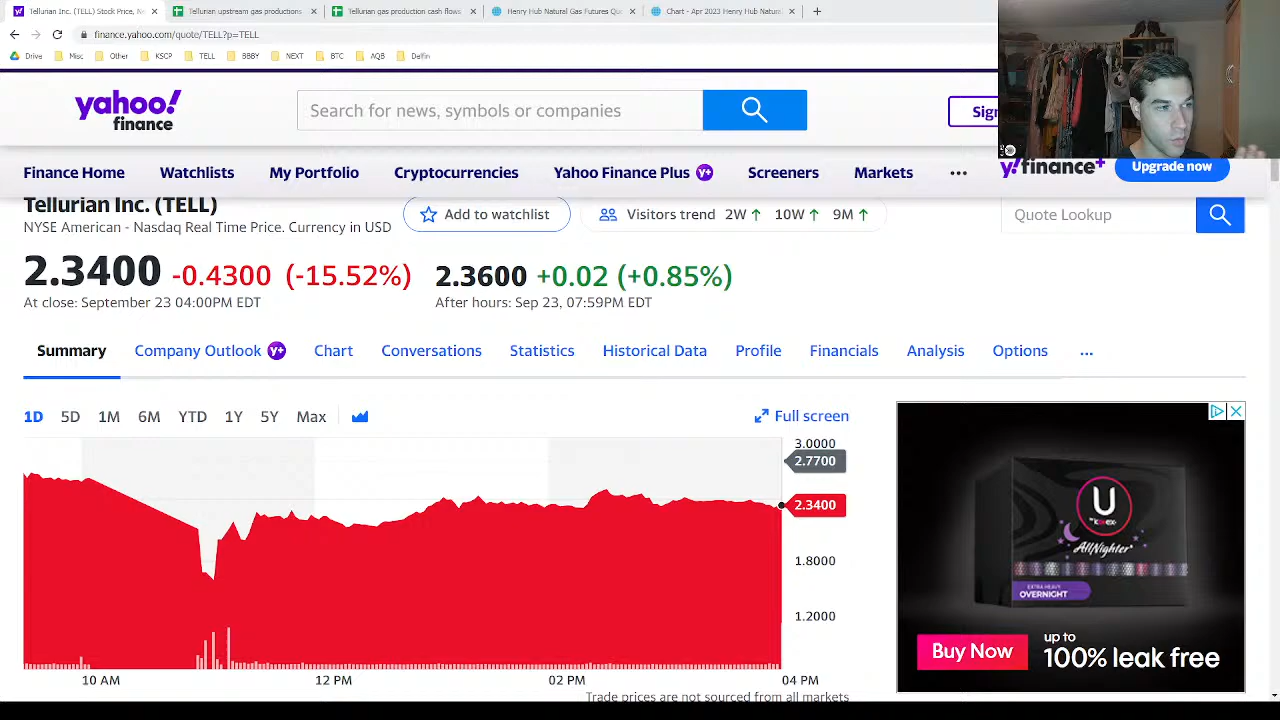 Tellurian Inc. (TELL) Stock Price, Ne
Tellurian upstream gas productions
Tellurian gas production cash flows
Henry Hub Natural Gas Futures Qu
Chart - Apr 2023 Henry Hub Natural
finance.yahoo.com/quote/TELL?p=TELL
Drive Misc Other KSCP TELL BBBY NEXT BTC AQB Delfin
yahoo!
finance
Search for news, symbols or companies
Sign
Finance Home Watchlists My Portfolio Cryptocurrencies Yahoo Finance Plus Y+ Screeners Markets ...
y!finance+ Upgrade now
Tellurian Inc. (TELL)
NYSE American - Nasdaq Real Time Price. Currency in USD
Add to watchlist
Visitors trend 2W↑ 10W↑ 9M↑
Quote Lookup
2.3400 -0.4300 (-15.52%)
At close: September 23 04:00PM EDT
2.3600 +0.02 (+0.85%)
After hours: Sep 23, 07:59PM EDT
Summary Company Outlook Y+ Chart Conversations Statistics Historical Data Profile Financials Analysis Options ...
1D 5D 1M 6M YTD 1Y 5Y Max
Full screen
3.0000
2.7700
2.3400
1.8000
1.2000
10 AM 12 PM 02 PM 04 PM
Trade prices are not sourced from all markets
U
by Kotex
AllNighter
EXTRA HEAVY
OVERNIGHT
Buy Now
up to
100% leak free